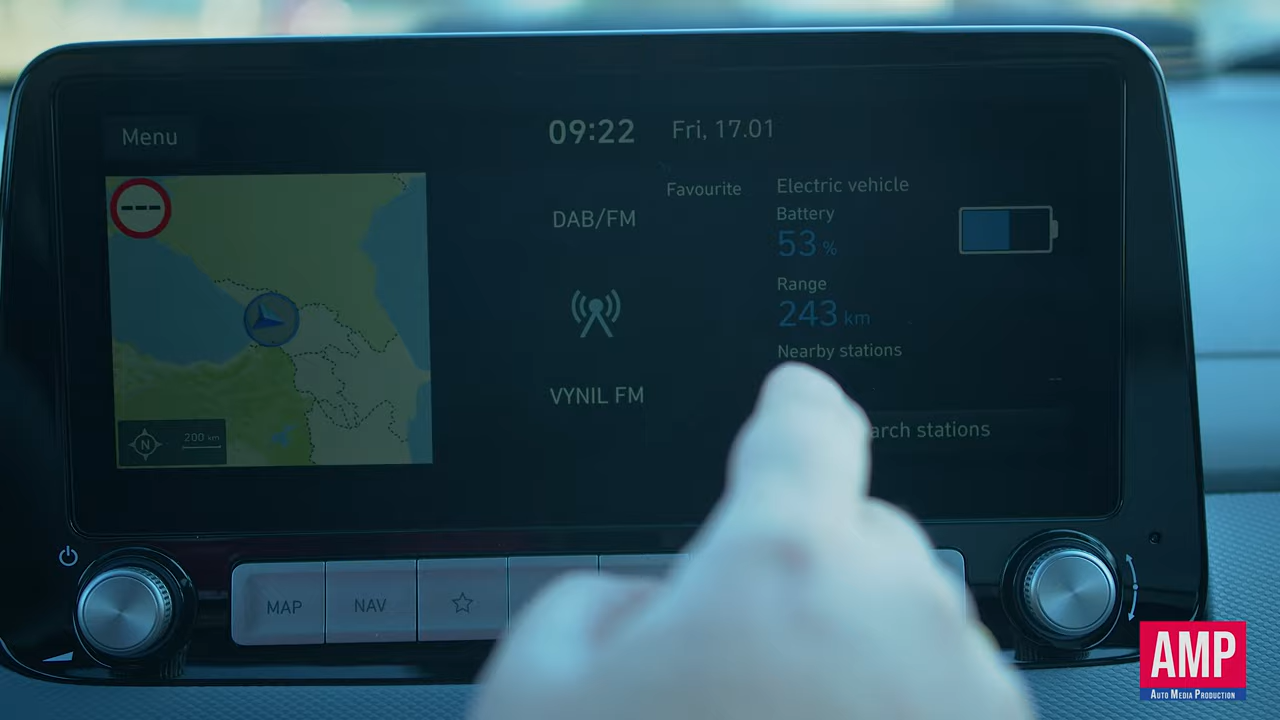 Menu
09:22
Fri, 17.01
Favourite
Electric vehicle
DAB/FM
Battery
53 %
Range
243 km
Nearby stations
VYNIL FM
arch stations
N
200 km
MAP
NAV
AMP
AUTO MEDIA PRODUCTION